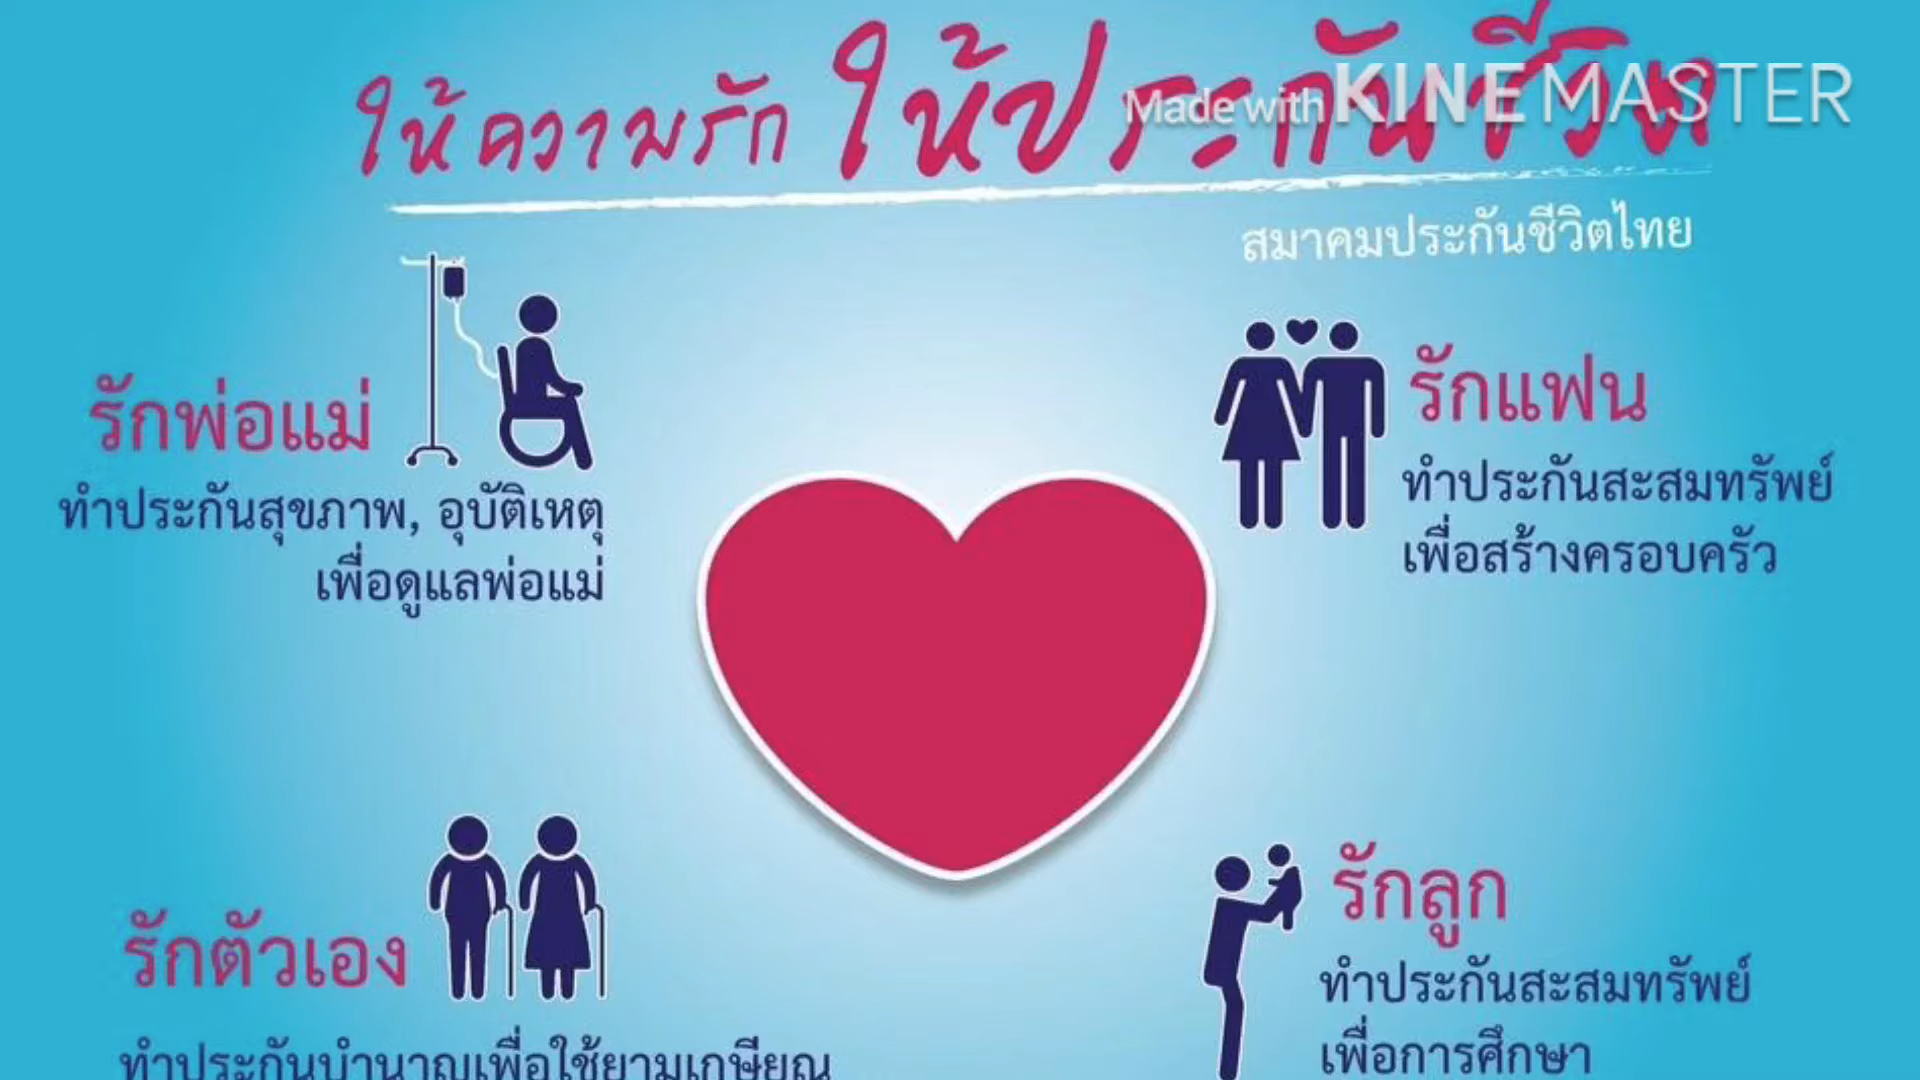 ให้ความรัก ให้ประกันชีวิต
Made with KINEMASTER
สมาคมประกันชีวิตไทย
รักพ่อแม่
ทำประกันสุขภาพ, อุบัติเหตุ
เพื่อดูแลพ่อแม่
รักแฟน
ทำประกันสะสมทรัพย์
เพื่อสร้างครอบครัว
รักตัวเอง
ทำประกันบำนาญเพื่อใช้ยามเกษียณ
รักลูก
ทำประกันสะสมทรัพย์
เพื่อการศึกษา